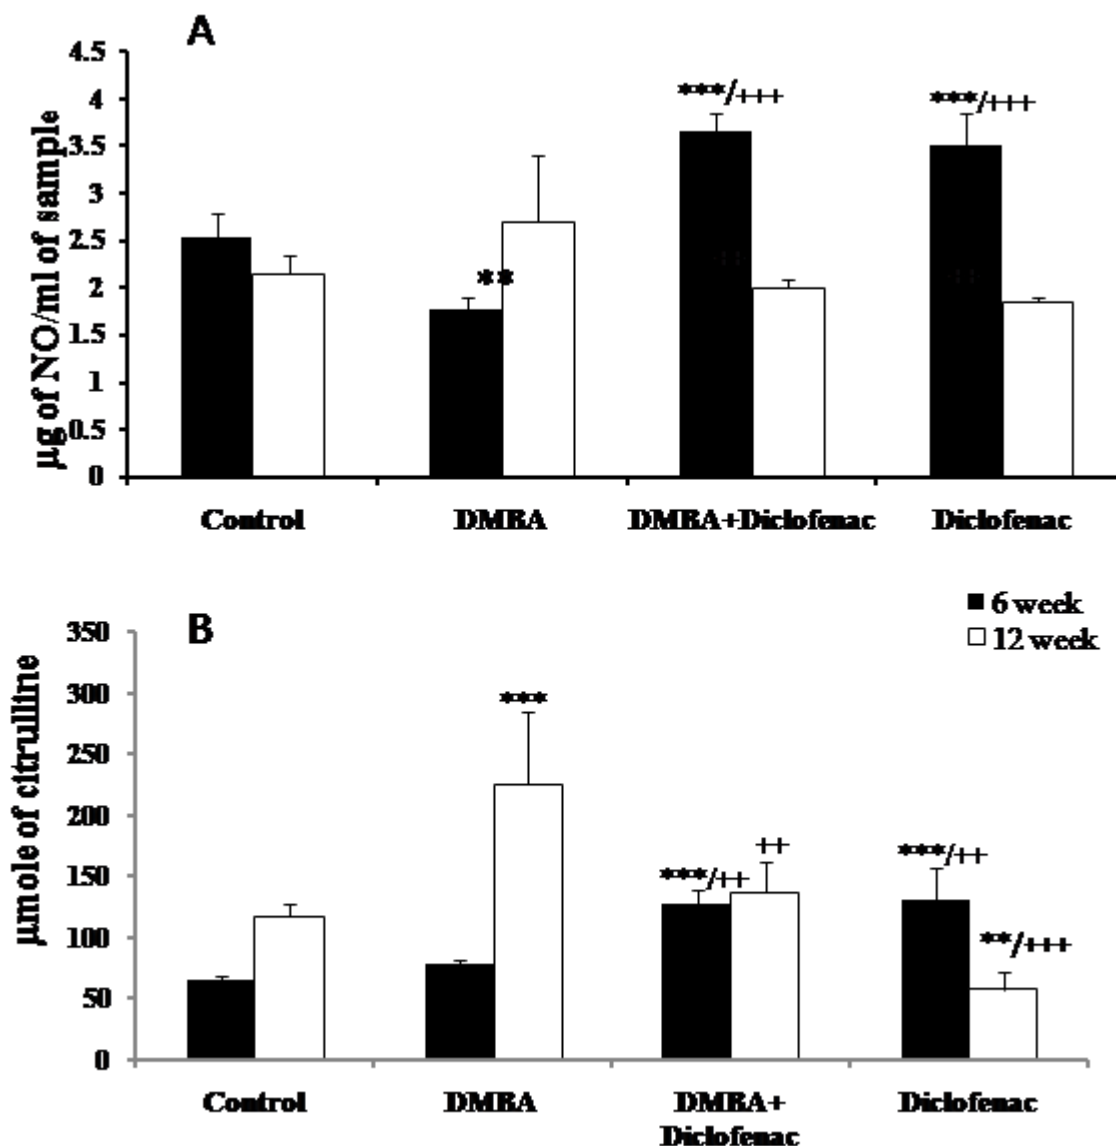 A
µg of NO/ml of sample
4.5
4
3.5
3
2.5
2
1.5
1
0.5
0
***/+++
***/+++
**
Control DMBA DMBA+Diclofenac Diclofenac
6 week
12 week
B
µmole of citrulline
350
300
250
200
150
100
50
0
***
++
***/++
***/++
**/+++
Control DMBA DMBA+ Diclofenac
Diclofenac